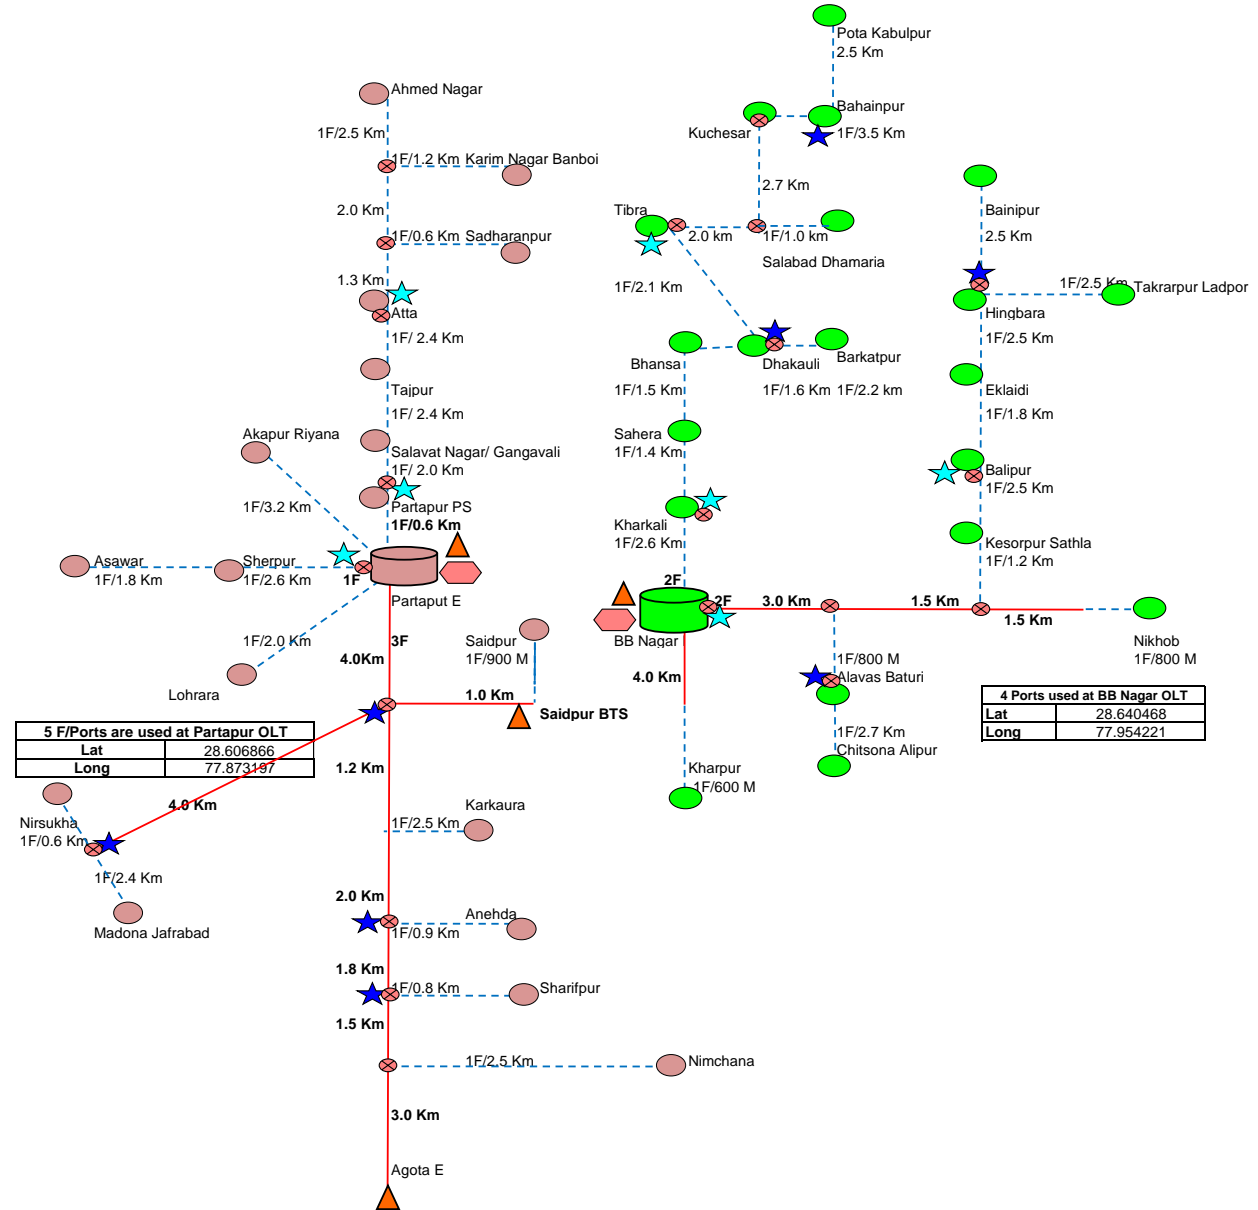 Pota Kabulpur
2.5 Km
Ahmed Nagar
1F/2.5 Km
1F/1.2 Km Karim Nagar Banboi
2.0 Km
1F/0.6 Km Sadharanpur
1.3 Km
Atta
1F/ 2.4 Km
Tajpur
1F/ 2.4 Km
Akapur Riyana
Salavat Nagar/ Gangavali
1F/ 2.0 Km
1F/3.2 Km
Partapur PS
1F/0.6 Km
Asawar
1F/1.8 Km
Sherpur
1F/2.6 Km
1F
Partaput E
1F/2.0 Km
Lohrara
3F
4.0Km
Saidpur
1F/900 M
1.0 Km
Saidpur BTS
5 F/Ports are used at Partapur OLT
Lat 28.606866
Long 77.873197
4.0 Km
1.2 Km
Nirsukha
1F/0.6 Km
1F/2.4 Km
Madona Jafrabad
Karkaura
1F/2.5 Km
2.0 Km
Anehda
1F/0.9 Km
1.8 Km
1F/0.8 Km
Sharifpur
1.5 Km
1F/2.5 Km
Nimchana
3.0 Km
Agota E
Kuchesar
Bahainpur
1F/3.5 Km
2.7 Km
Tibra
2.0 km
1F/1.0 km
Salabad Dhamaria
1F/2.1 Km
Bhansa
Dhakauli
Barkatpur
1F/1.5 Km
1F/1.6 Km
1F/2.2 km
Sahera
1F/1.4 Km
Kharkali
1F/2.6 Km
2F
2F
BB Nagar
3.0 Km
1.5 Km
1.5 Km
4.0 Km
Kharpur
1F/600 M
1F/800 M
Alavas Baturi
1F/2.7 Km
Chitsona Alipur
Bainipur
2.5 Km
1F/2.5 Km
Takrarpur Ladpor
Hingbara
1F/2.5 Km
Eklaidi
1F/1.8 Km
Balipur
1F/2.5 Km
Kesorpur Sathla
1F/1.2 Km
Nikhob
1F/800 M
4 Ports used at BB Nagar OLT
Lat 28.640468
Long 77.954221